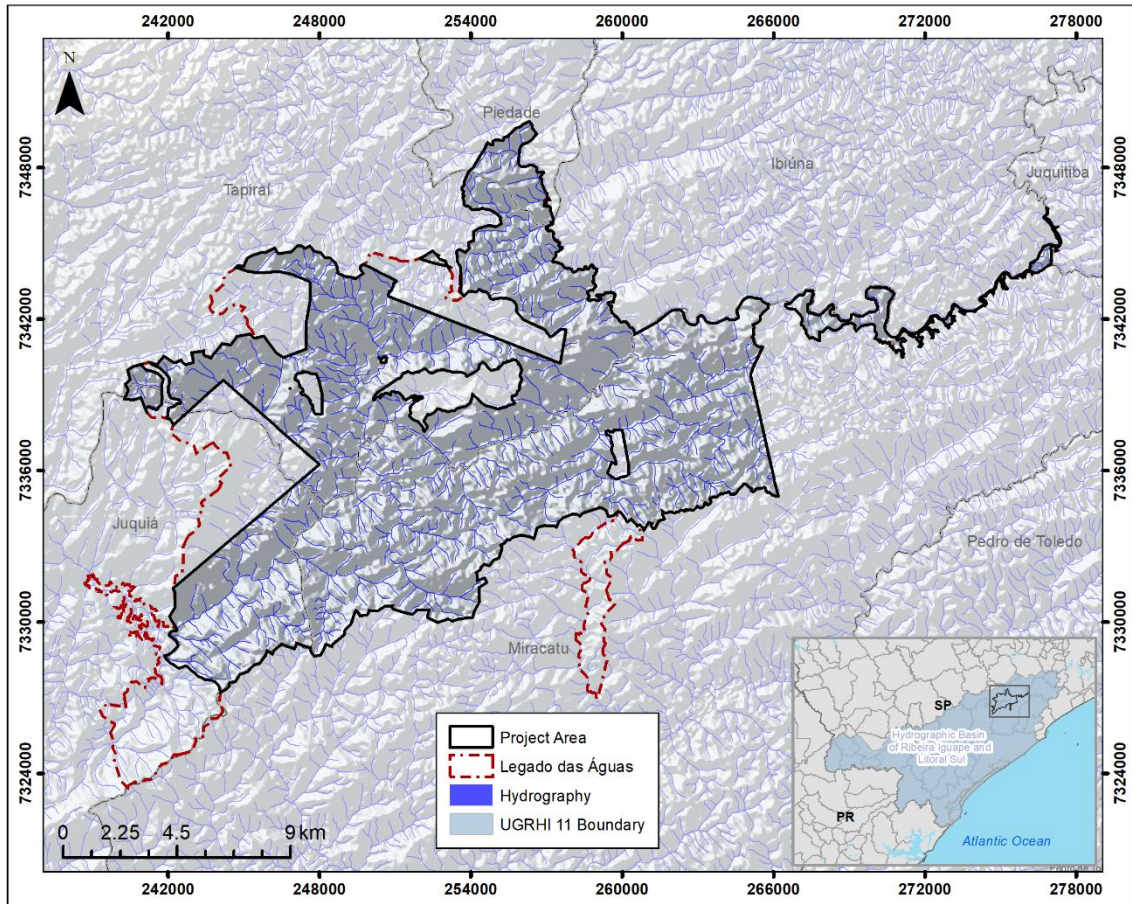 242000 248000 254000 260000 266000 272000 278000
N
Piedade
Ibiúna
Juquitiba
Tapiraí
7348000 7348000
7342000 7342000
7336000 7336000
Juquiá
Pedro de Toledo
7330000 7330000
Miracatu
7324000 7324000
Project Area
Legado das Águas
Hydrography
UGRHI 11 Boundary
0 2.25 4.5 9 km
SP
Hydrographic Basin
of Ribeira Iguape and
Litoral Sul
PR
Atlantic Ocean
242000 248000 254000 260000 266000 272000 278000